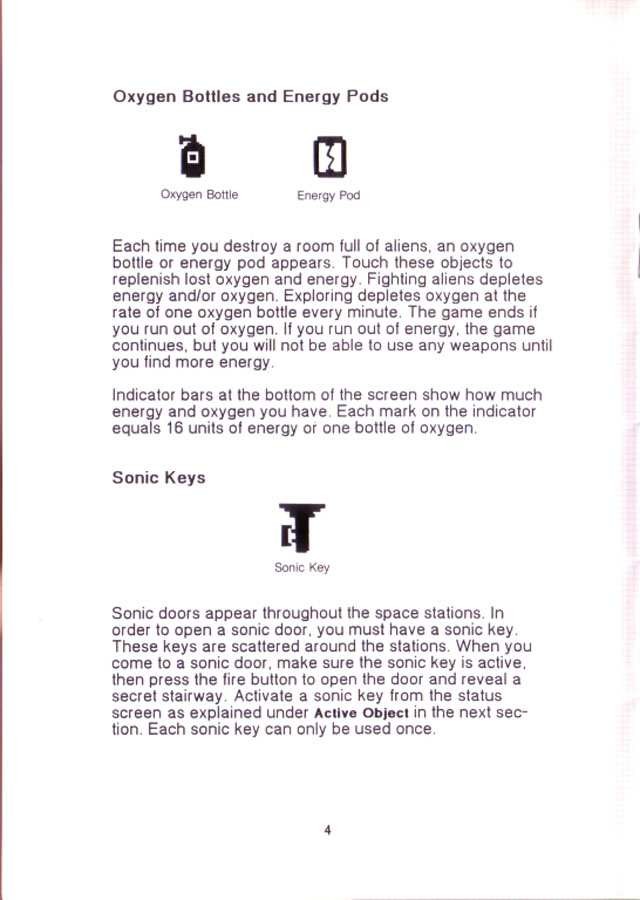 Oxygen Bottles and Energy Pods
Oxygen Bottle
Energy Pod
Each time you destroy a room full of aliens, an oxygen
bottle or energy pod appears. Touch these objects to
replenish lost oxygen and energy. Fighting aliens depletes
energy and/or oxygen. Exploring depletes oxygen at the
rate of one oxygen bottle every minute. The game ends if
you run out of oxygen. If you run out of energy, the game
continues, but you will not be able to use any weapons until
you find more energy.
Indicator bars at the bottom of the screen show how much
energy and oxygen you have. Each mark on the indicator
equals 16 units of energy or one bottle of oxygen.
Sonic Keys
Sonic Key
Sonic doors appear throughout the space stations. In
order to open a sonic door, you must have a sonic key.
These keys are scattered around the stations. When you
come to a sonic door, make sure the sonic key is active,
then press the fire button to open the door and reveal a
secret stairway. Activate a sonic key from the status
screen as explained under Active Object in the next sec-
tion. Each sonic key can only be used once.
4